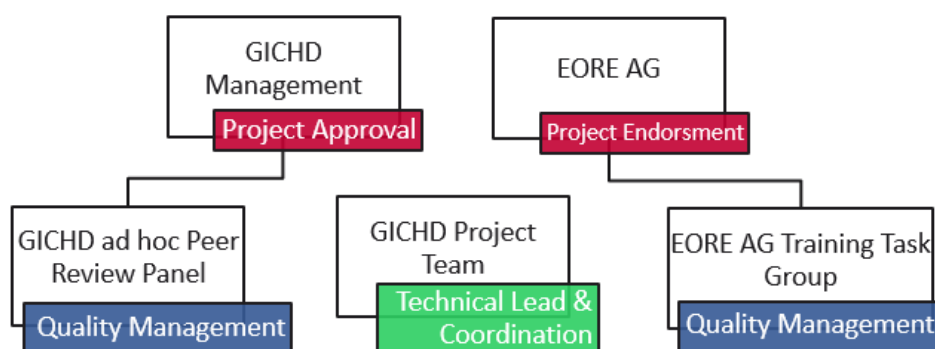 GICHD
Management
Project Approval
EORE AG
Project Endorsment
GICHD ad hoc Peer
Review Panel
Quality Management
GICHD Project
Team
Technical Lead &
Coordination
EORE AG Training Task
Group
Quality Management